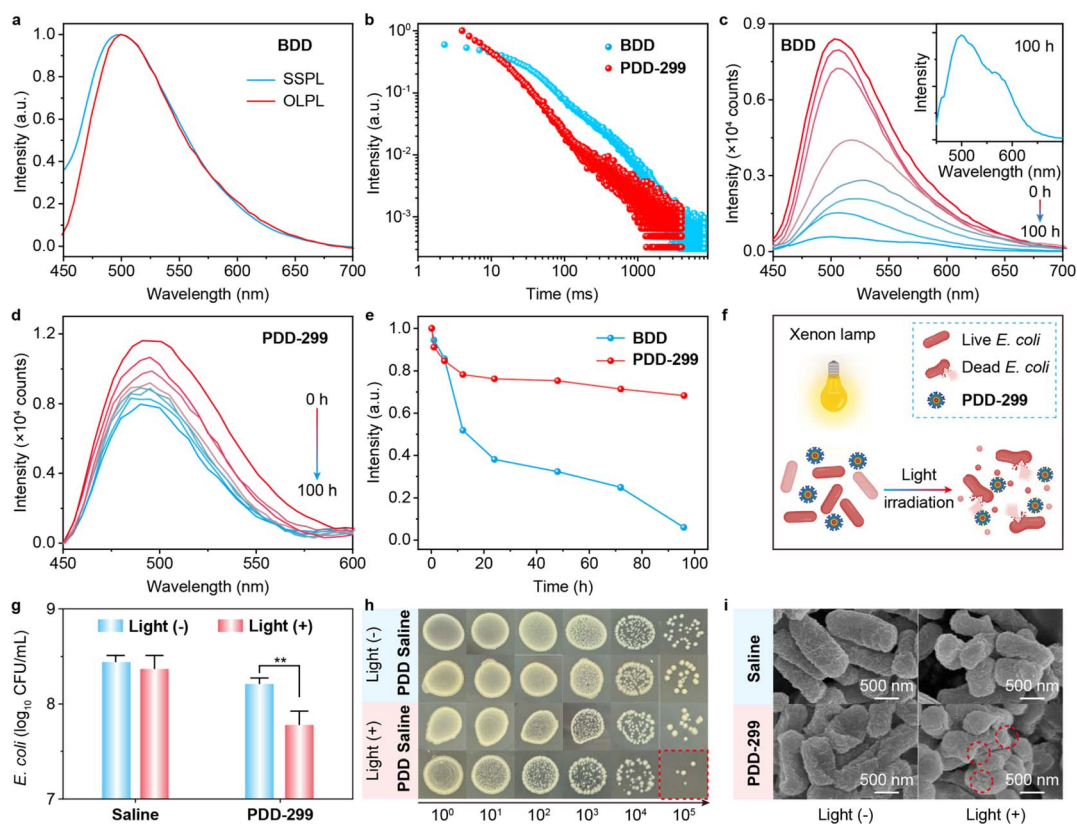 a
BDD
SSPL
OLPL
Intensity (a.u.)
1.0
0.8
0.6
0.4
0.2
0.0
450 500 550 600 650 700
Wavelength (nm)
b
BDD
PDD-299
Intensity (a.u.)
10⁰
10⁻¹
10⁻²
10⁻³
1 10 100 1000
Time (ms)
c
BDD
Intensity (×10⁴ counts)
0.9
0.6
0.3
0.0
450 500 550 600 650 700
Wavelength (nm)
100 h
Intensity
450 500 600
Wavelength (nm)
0 h
100 h
d
PDD-299
Intensity (×10⁴ counts)
1.2
0.8
0.4
0.0
0 h
100 h
450 500 550 600
Wavelength (nm)
e
BDD
PDD-299
Intensity (a.u.)
1.0
0.8
0.6
0.4
0.2
0.0
0 20 40 60 80 100
Time (h)
f
Xenon lamp
Live E. coli
Dead E. coli
PDD-299
Light
irradiation
g
Light (-) Light (+)
**
E. coli (log₁₀ CFU/mL)
9
8
7
Saline PDD-299
h
Light (-)
Saline
PDD
Light (+)
Saline
PDD
10⁰ 10¹ 10² 10³ 10⁴ 10⁵
i
Saline
500 nm 500 nm
PDD-299
500 nm 500 nm
Light (-) Light (+)